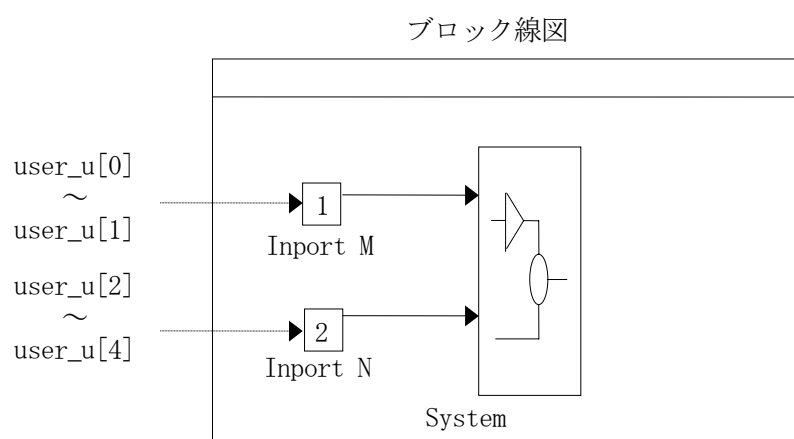 ブロック線図
user_u[0]
～
user_u[1]
1
Inport M
user_u[2]
～
user_u[4]
2
Inport N
System